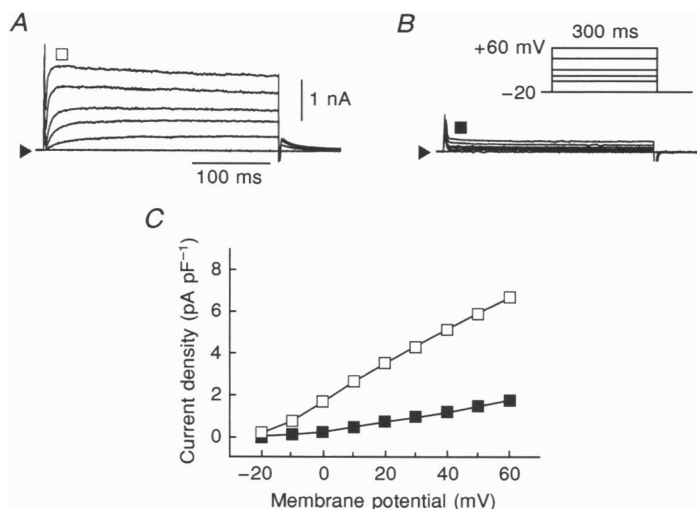 A
1 nA
100 ms
B
300 ms
+60 mV
−20
C
Current density (pA pF⁻¹)
8
6
4
2
0
−20 0 20 40 60
Membrane potential (mV)